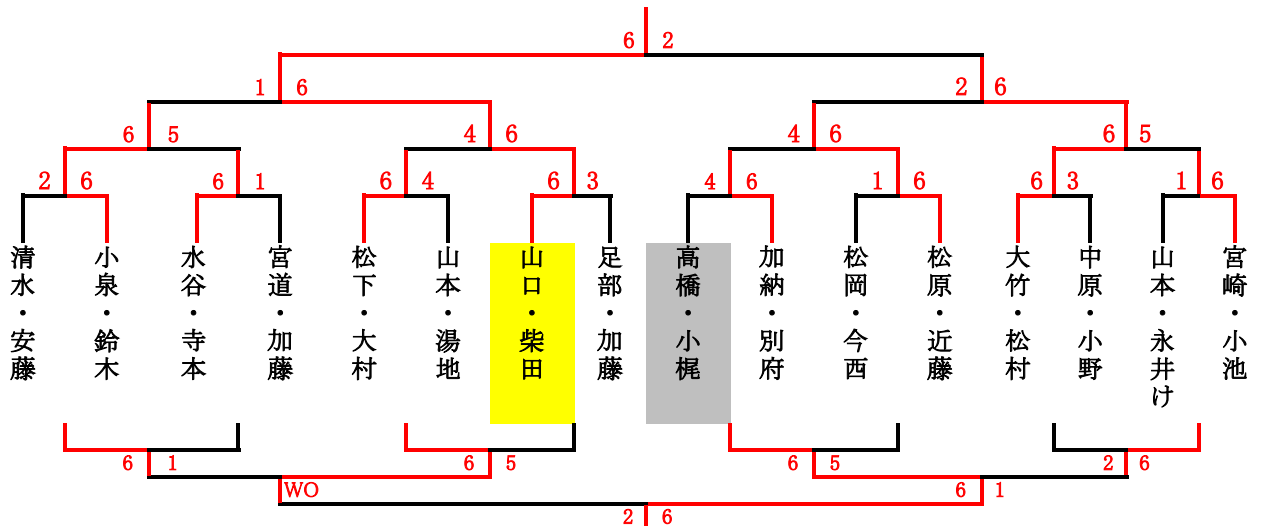 6 2
1 6 2 6
6 5 4 6 4 6 6 5
2 6 6 1 6 4 6 3 4 6 1 6 6 3 1 6
清水・安藤
小泉・鈴木
水谷・寺本
宮道・加藤
松下・大村
山本・湯地
山口・柴田
足部・加藤
高橋・小梶
加納・別府
松岡・今西
松原・近藤
大竹・松村
中原・小野
山本・永井け
宮崎・小池
6 1 6 5 6 5 2 6
WO 6 1
2 6